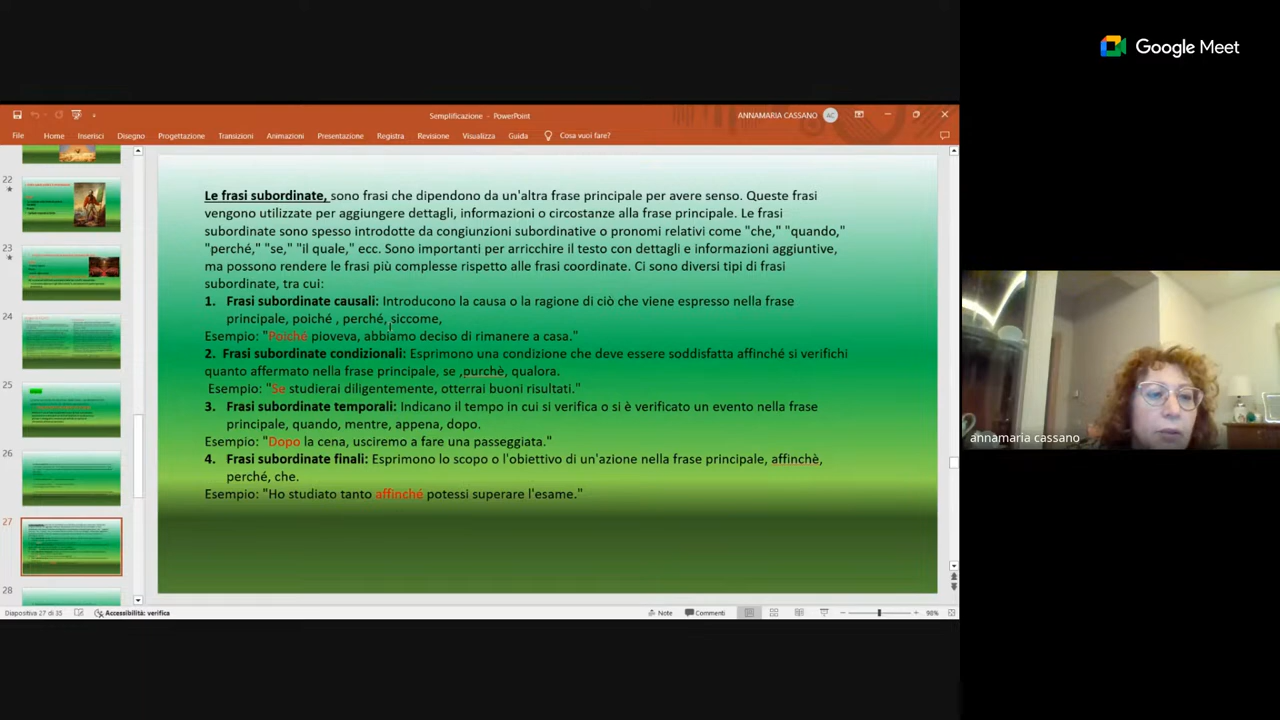 Google Meet
Semplificazione - PowerPoint
ANNAMARIA CASSANO AC
File Home Inserisci Disegno Progettazione Transizioni Animazioni Presentazione Registra Revisione Visualizza Guida Cosa vuoi fare?
22
23
24
25
26
27
28
Le frasi subordinate, sono frasi che dipendono da un'altra frase principale per avere senso. Queste frasi
vengono utilizzate per aggiungere dettagli, informazioni o circostanze alla frase principale. Le frasi
subordinate sono spesso introdotte da congiunzioni subordinative o pronomi relativi come "che," "quando,"
"perché," "se," "il quale," ecc. Sono importanti per arricchire il testo con dettagli e informazioni aggiuntive,
ma possono rendere le frasi più complesse rispetto alle frasi coordinate. Ci sono diversi tipi di frasi
subordinate, tra cui:
1. Frasi subordinate causali: Introducono la causa o la ragione di ciò che viene espresso nella frase
principale, poiché , perché, siccome,
Esempio: "Poiché pioveva, abbiamo deciso di rimanere a casa."
2. Frasi subordinate condizionali: Esprimono una condizione che deve essere soddisfatta affinché si verifichi
quanto affermato nella frase principale, se ,purchè, qualora.
Esempio: "Se studierai diligentemente, otterrai buoni risultati."
3. Frasi subordinate temporali: Indicano il tempo in cui si verifica o si è verificato un evento nella frase
principale, quando, mentre, appena, dopo.
Esempio: "Dopo la cena, usciremo a fare una passeggiata."
4. Frasi subordinate finali: Esprimono lo scopo o l'obiettivo di un'azione nella frase principale, affinchè,
perché, che.
Esempio: "Ho studiato tanto affinché potessi superare l'esame."
annamaria cassano
Diapositiva 27 di 35 Accessibilità: verifica Note Commenti 90%